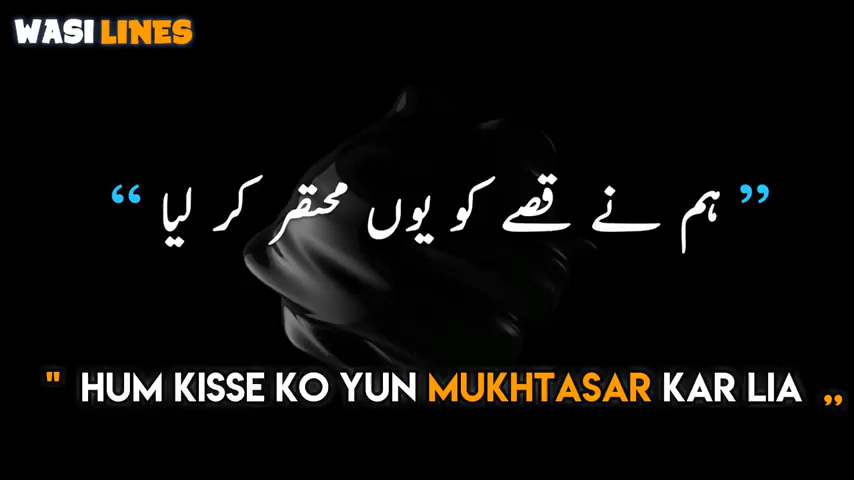 WASI LINES
” ہم نے قصے کو یوں مختصر کر لیا “
" HUM KISSE KO YUN MUKHTASAR KAR LIA „